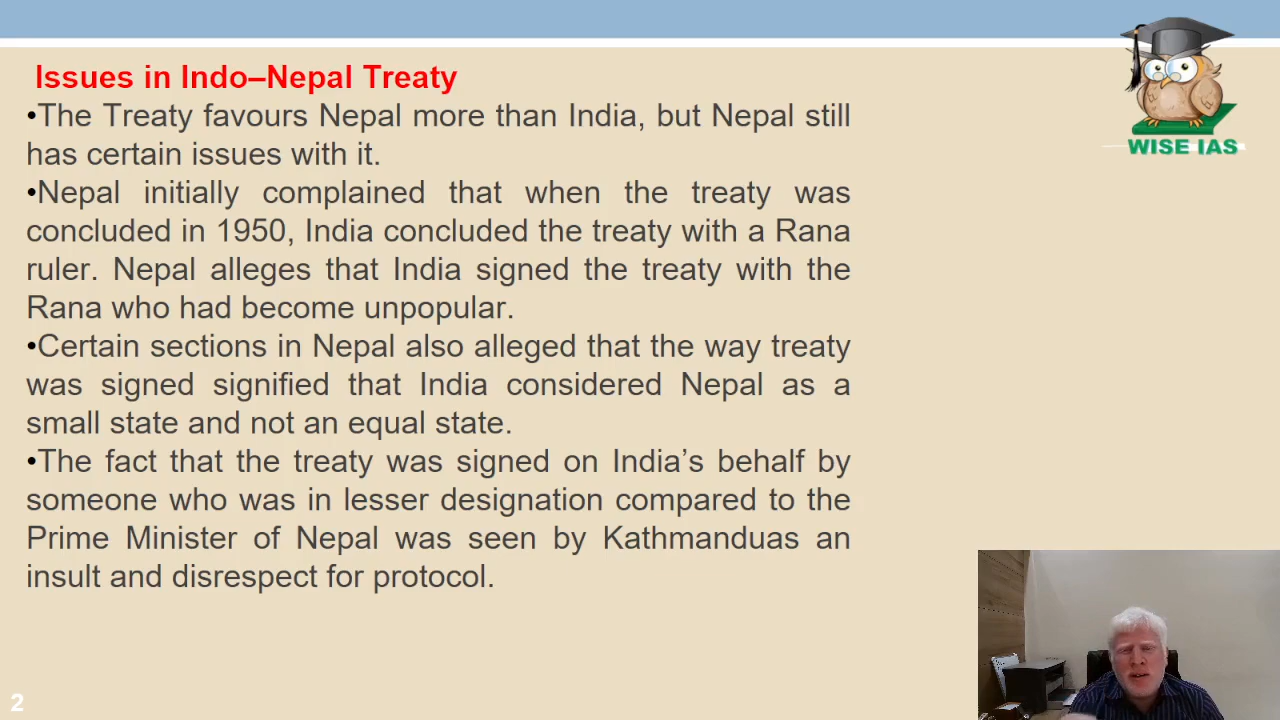 Issues in Indo–Nepal Treaty
•The Treaty favours Nepal more than India, but Nepal still
has certain issues with it.
•Nepal initially complained that when the treaty was
concluded in 1950, India concluded the treaty with a Rana
ruler. Nepal alleges that India signed the treaty with the
Rana who had become unpopular.
•Certain sections in Nepal also alleged that the way treaty
was signed signified that India considered Nepal as a
small state and not an equal state.
•The fact that the treaty was signed on India’s behalf by
someone who was in lesser designation compared to the
Prime Minister of Nepal was seen by Kathmanduas an
insult and disrespect for protocol.
WISE IAS
2